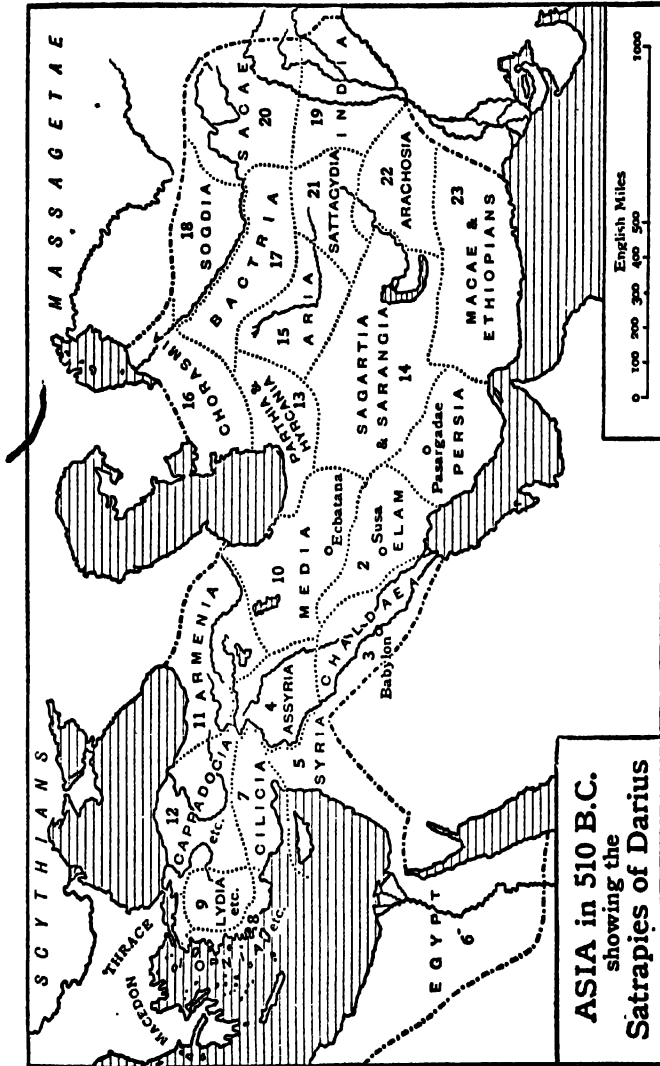 ASIA in 510 B.C.
showing the
Satrapies of Darius
SCYTHIANS
MASSAGETAE
THRACE
MACEDON
9
LYDIA
etc.
8
etc.
12
CAPPADOCIA
etc.
7
CILICIA
11 ARMENIA
4
ASSYRIA
5
SYRIA
EGYPT
6
10
MEDIA
Ecbatana
2
Susa
ELAM
CHALDAEA
3
Babylon
Pasargadae
PERSIA
16
CHORASMIA
PARTHIA &
HYRCANIA
13
18
SOGDIA
BACTRIA
17
15
ARIA
SAGARTIA
& SARANGIA
14
SACAE
20
19
INDIA
21
SATTAGYDIA
22
ARACHOSIA
23
MACAE &
ETHIOPIANS
English Miles
0 100 200 300 400 500 1000